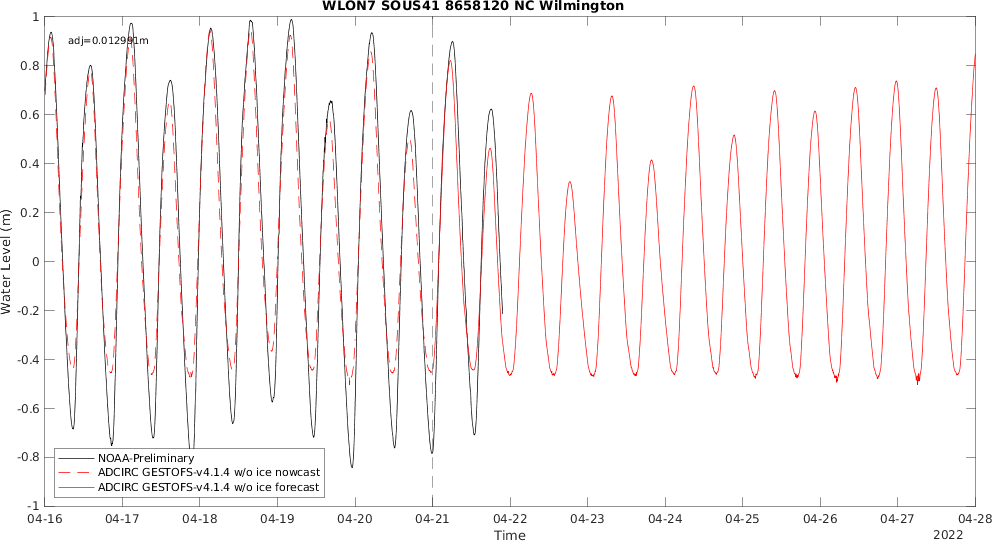 WLON7 SOUS41 8658120 NC Wilmington
adj=0.012991m
1
0.8
0.6
0.4
0.2
0
-0.2
-0.4
-0.6
-0.8
-1
Water Level (m)
NOAA-Preliminary
ADCIRC GESTOFS-v4.1.4 w/o ice nowcast
ADCIRC GESTOFS-v4.1.4 w/o ice forecast
04-16 04-17 04-18 04-19 04-20 04-21 04-22 04-23 04-24 04-25 04-26 04-27 04-28
Time
2022